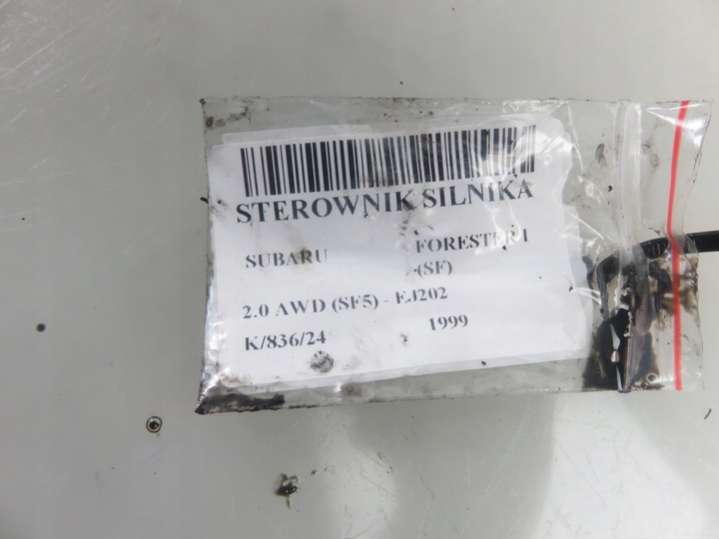 STEROWNIK SILNIKA
SUBARU FORESTER I
(SF)
2.0 AWD (SF5) - EJ202
K/836/24 1999